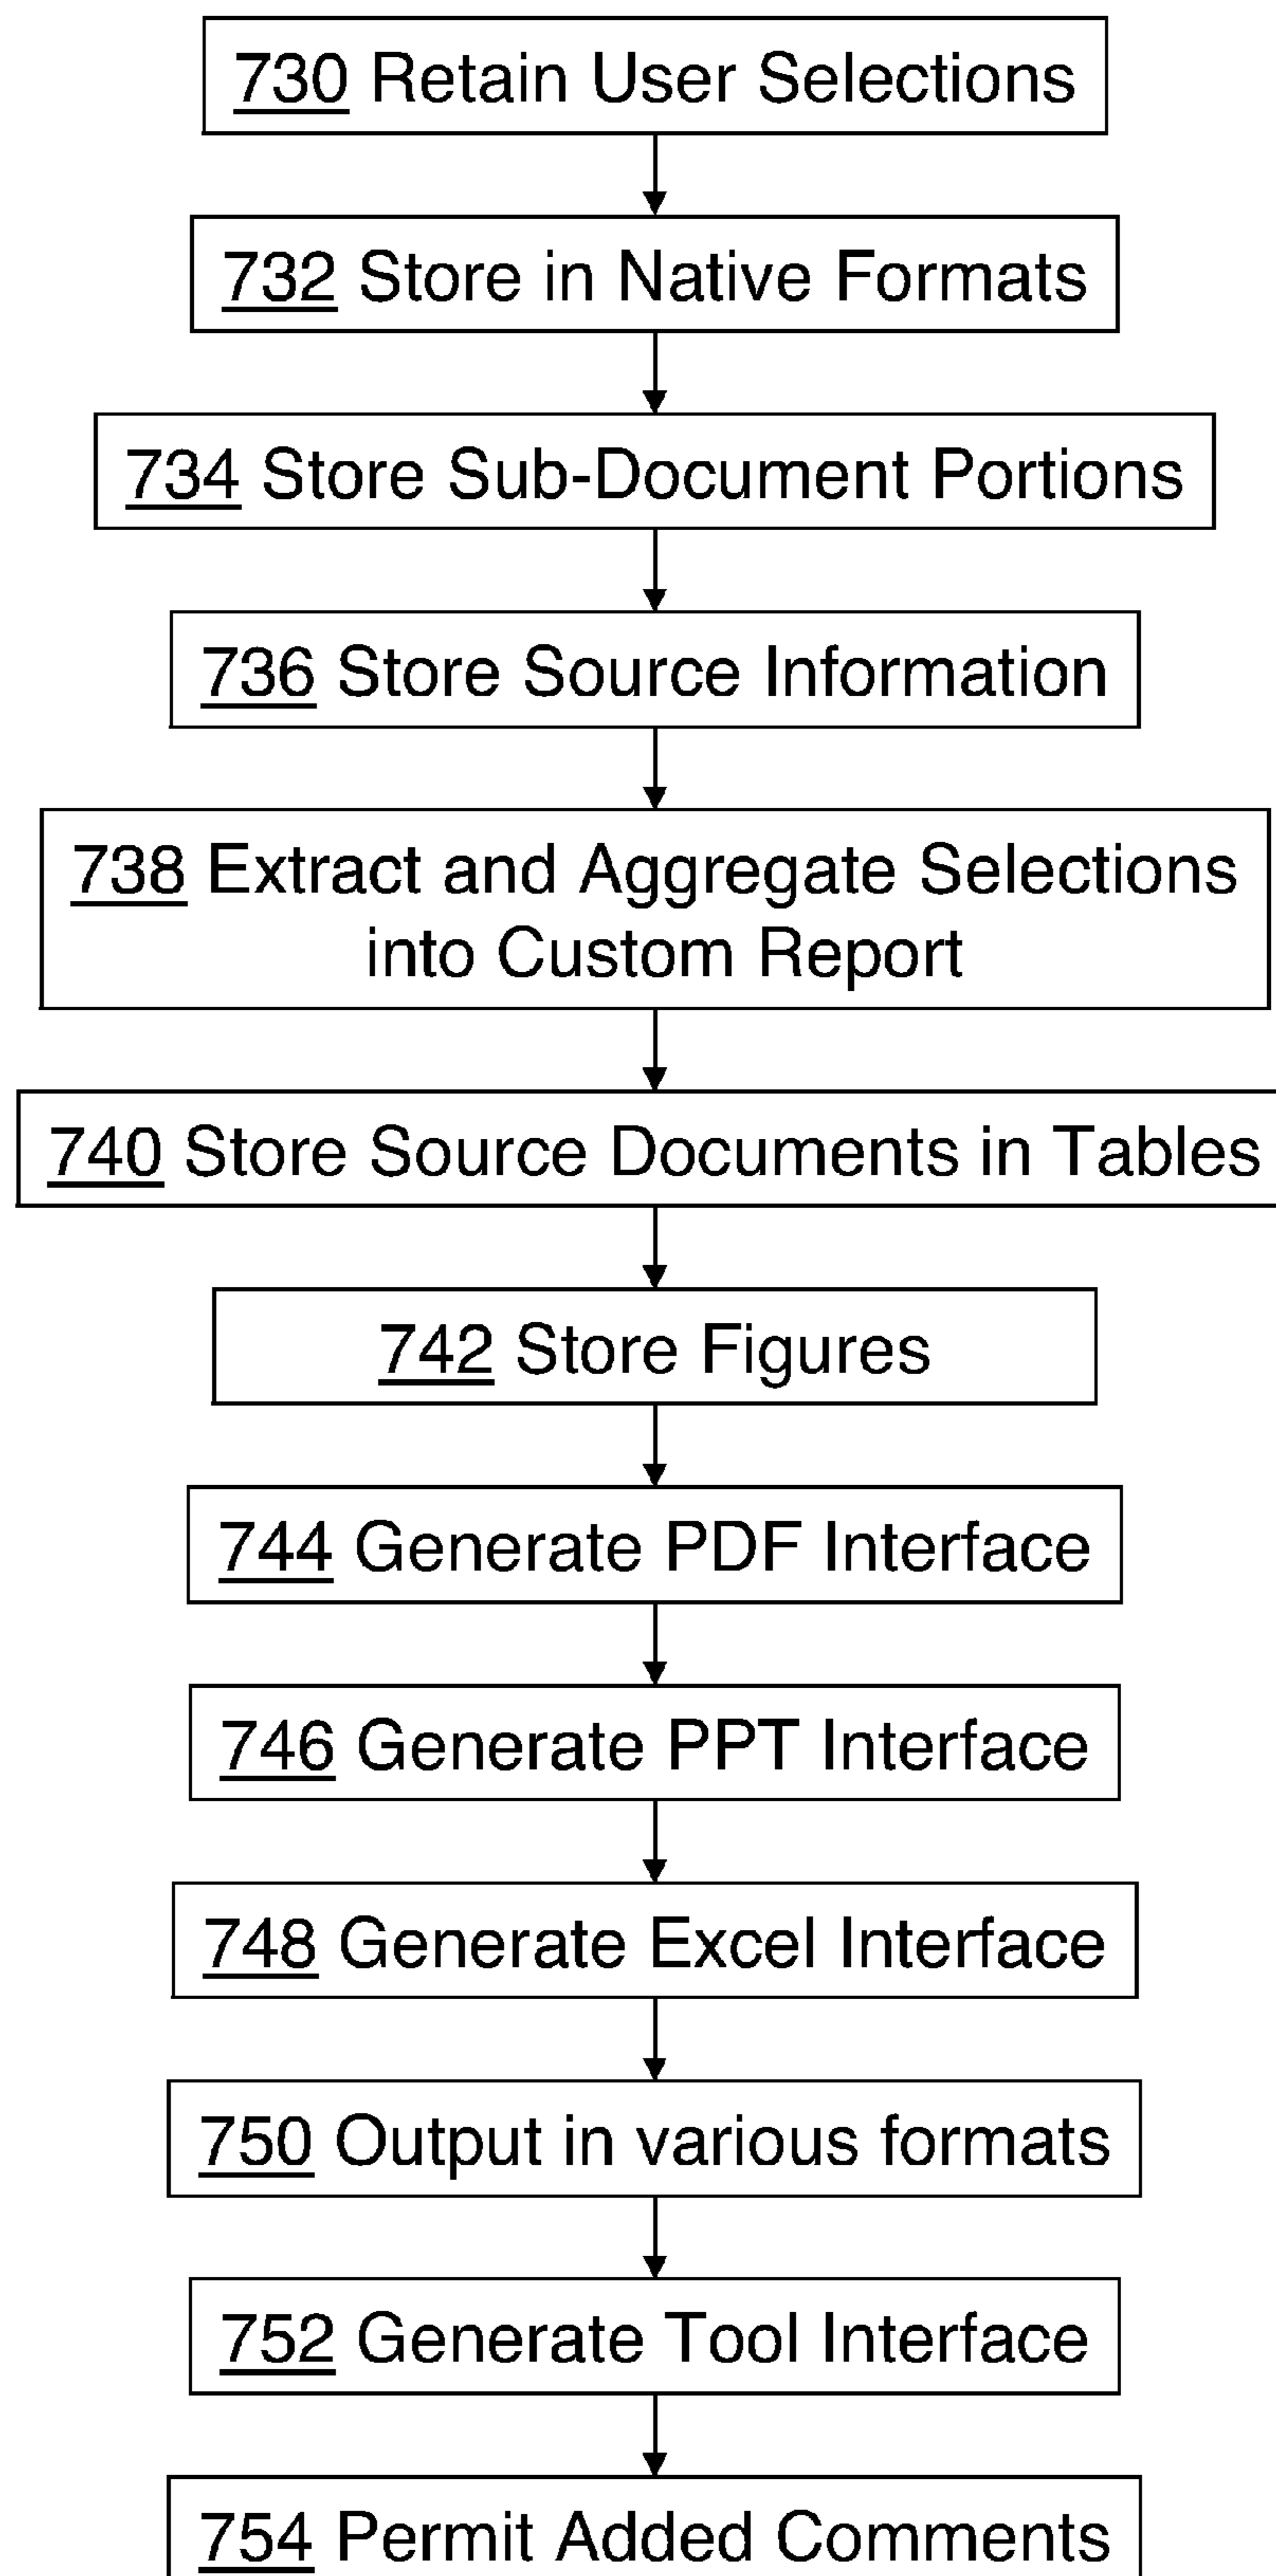 730 Retain User Selections
732 Store in Native Formats
734 Store Sub-Document Portions
736 Store Source Information
738 Extract and Aggregate Selections
into Custom Report
740 Store Source Documents in Tables
742 Store Figures
744 Generate PDF Interface
746 Generate PPT Interface
748 Generate Excel Interface
750 Output in various formats
752 Generate Tool Interface
754 Permit Added Comments